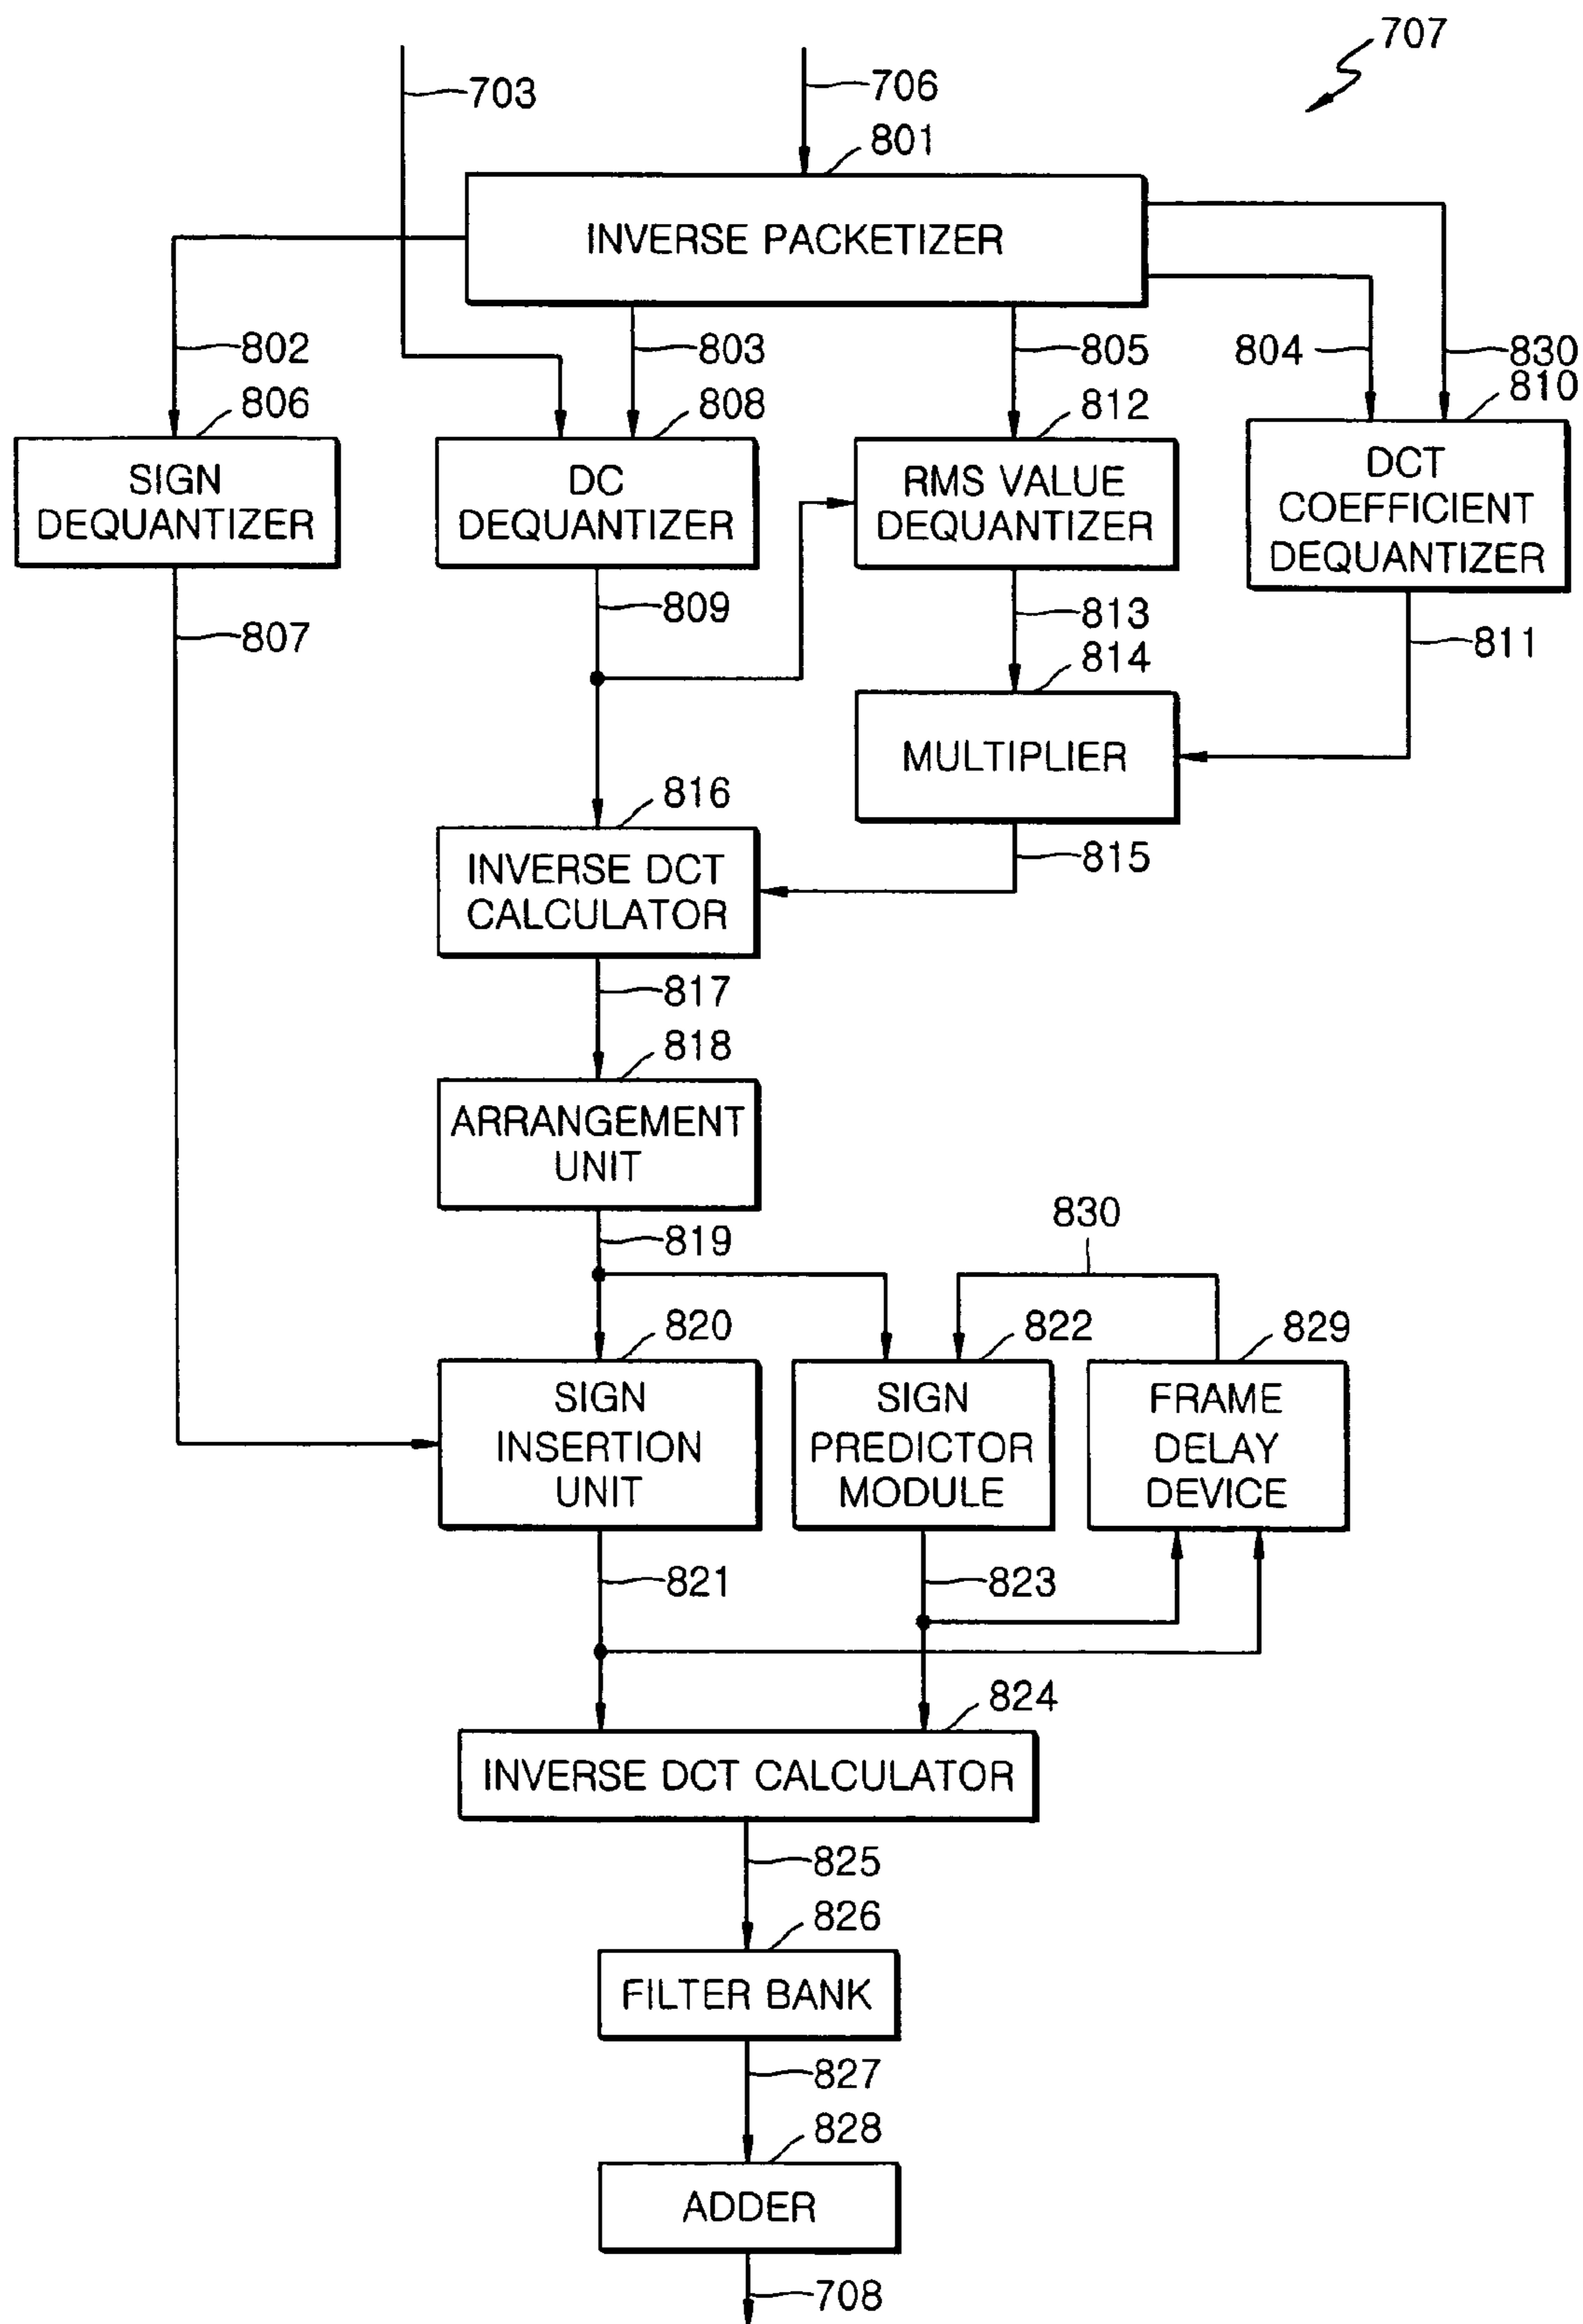 707
703
706
801
INVERSE PACKETIZER
802
803
805
804
830
806
808
812
810
SIGN
DEQUANTIZER
DC
DEQUANTIZER
RMS VALUE
DEQUANTIZER
DCT
COEFFICIENT
DEQUANTIZER
807
809
813
811
814
MULTIPLIER
816
815
INVERSE DCT
CALCULATOR
817
818
ARRANGEMENT
UNIT
819
830
820
822
829
SIGN
INSERTION
UNIT
SIGN
PREDICTOR
MODULE
FRAME
DELAY
DEVICE
821
823
824
INVERSE DCT CALCULATOR
825
826
FILTER BANK
827
828
ADDER
708